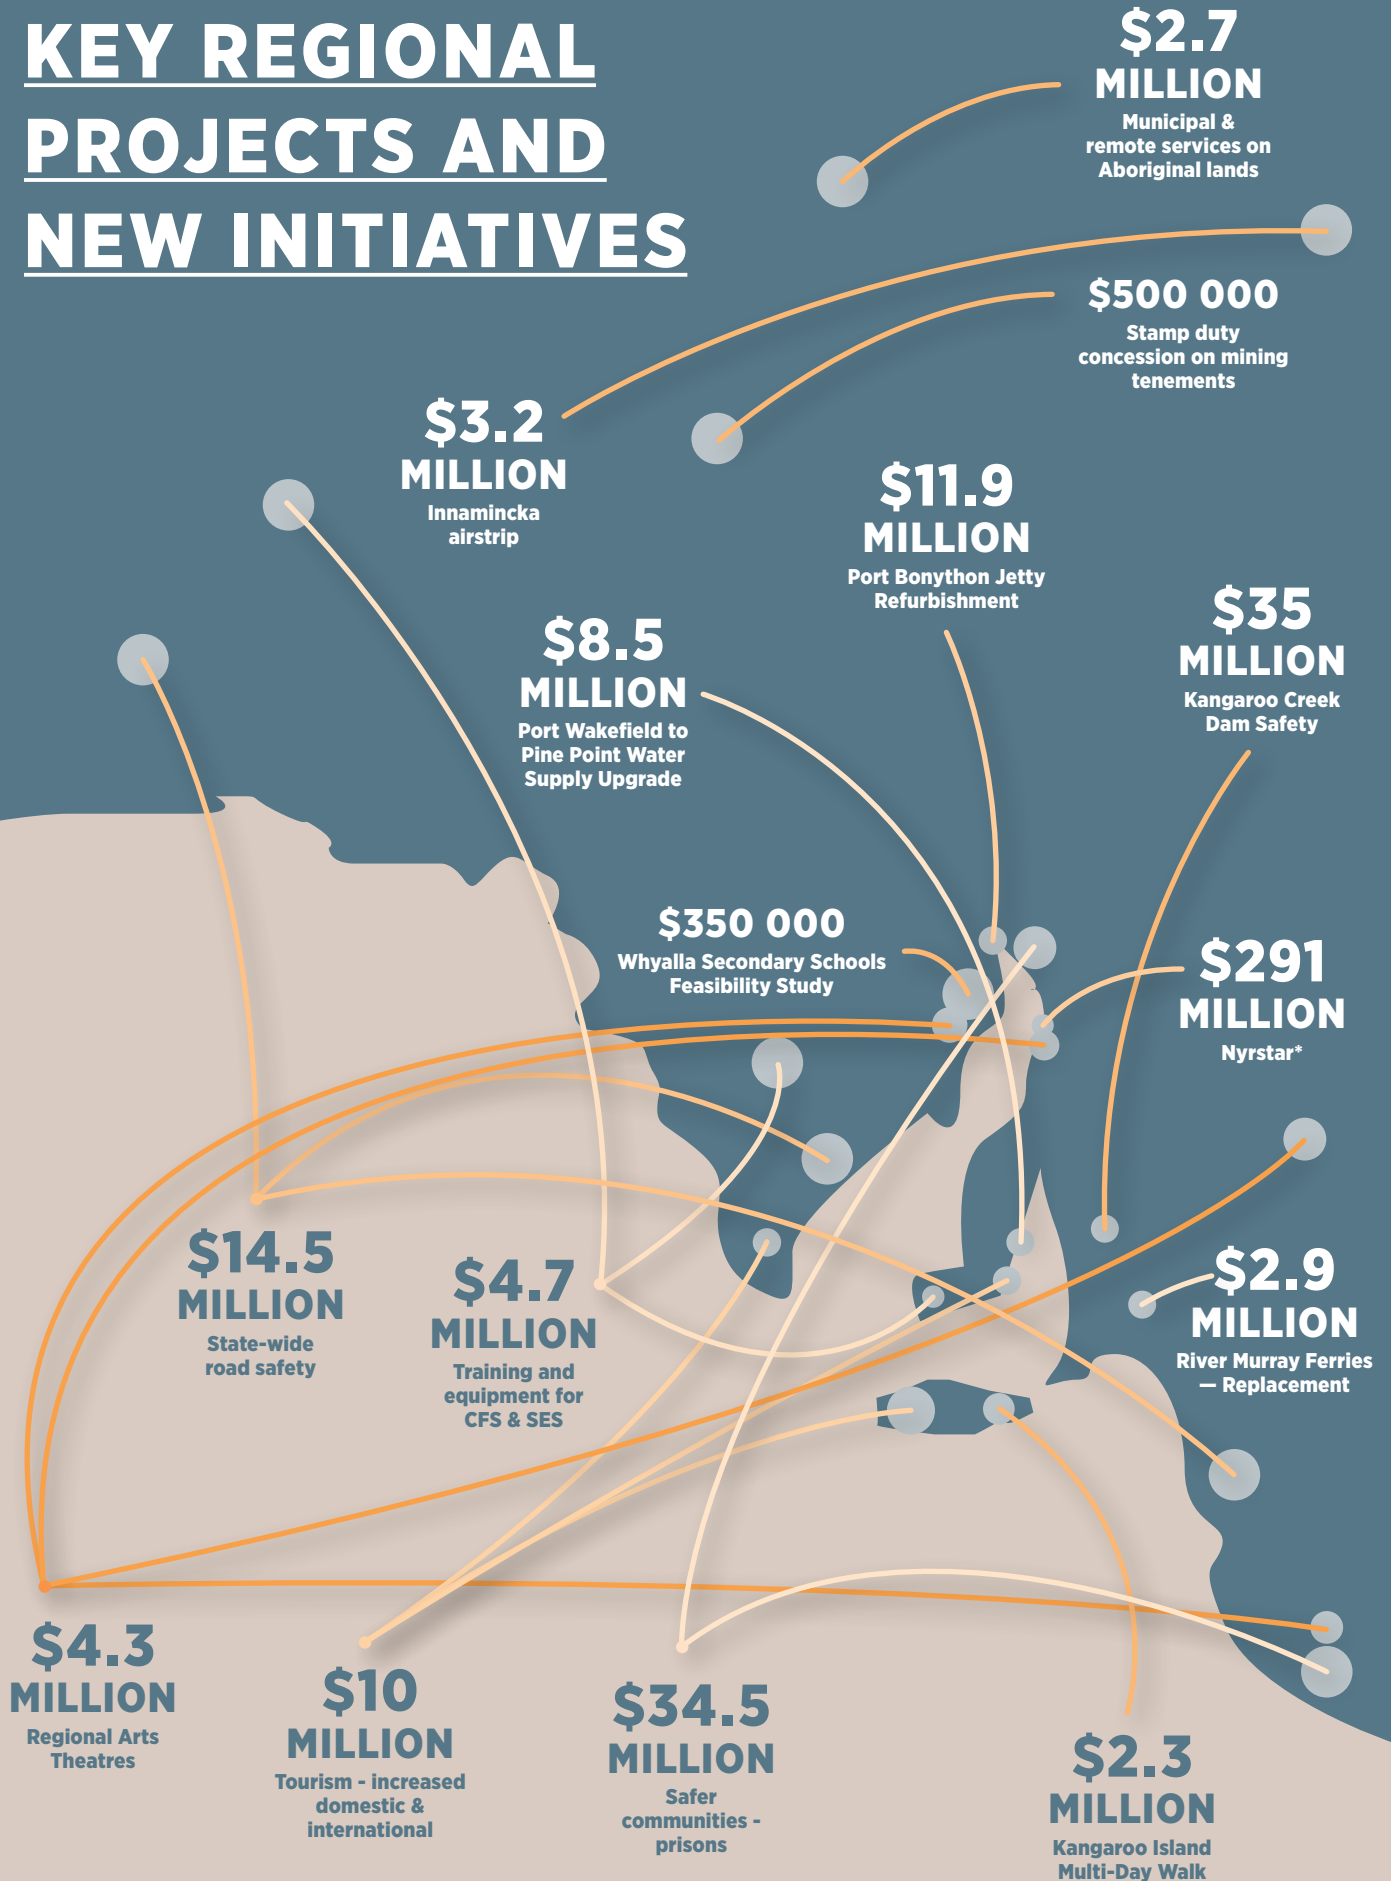 KEY REGIONAL
PROJECTS AND
NEW INITIATIVES
$2.7
MILLION
Municipal &
remote services on
Aboriginal lands
$500 000
Stamp duty
concession on mining
tenements
$3.2
MILLION
Innamincka
airstrip
$11.9
MILLION
Port Bonython Jetty
Refurbishment
$35
MILLION
Kangaroo Creek
Dam Safety
$8.5
MILLION
Port Wakefield to
Pine Point Water
Supply Upgrade
$350 000
Whyalla Secondary Schools
Feasibility Study
$291
MILLION
Nyrstar*
$14.5
MILLION
State-wide
road safety
$4.7
MILLION
Training and
equipment for
CFS & SES
$2.9
MILLION
River Murray Ferries
— Replacement
$4.3
MILLION
Regional Arts
Theatres
$10
MILLION
Tourism - increased
domestic &
international
$34.5
MILLION
Safer
communities -
prisons
$2.3
MILLION
Kangaroo Island
Multi-Day Walk